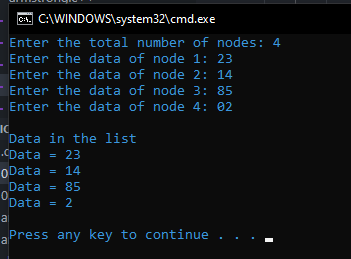 C:\WINDOWS\system32\cmd.exe
Enter the total number of nodes: 4
Enter the data of node 1: 23
Enter the data of node 2: 14
Enter the data of node 3: 85
Enter the data of node 4: 02
Data in the list
Data = 23
Data = 14
Data = 85
Data = 2
Press any key to continue . . .